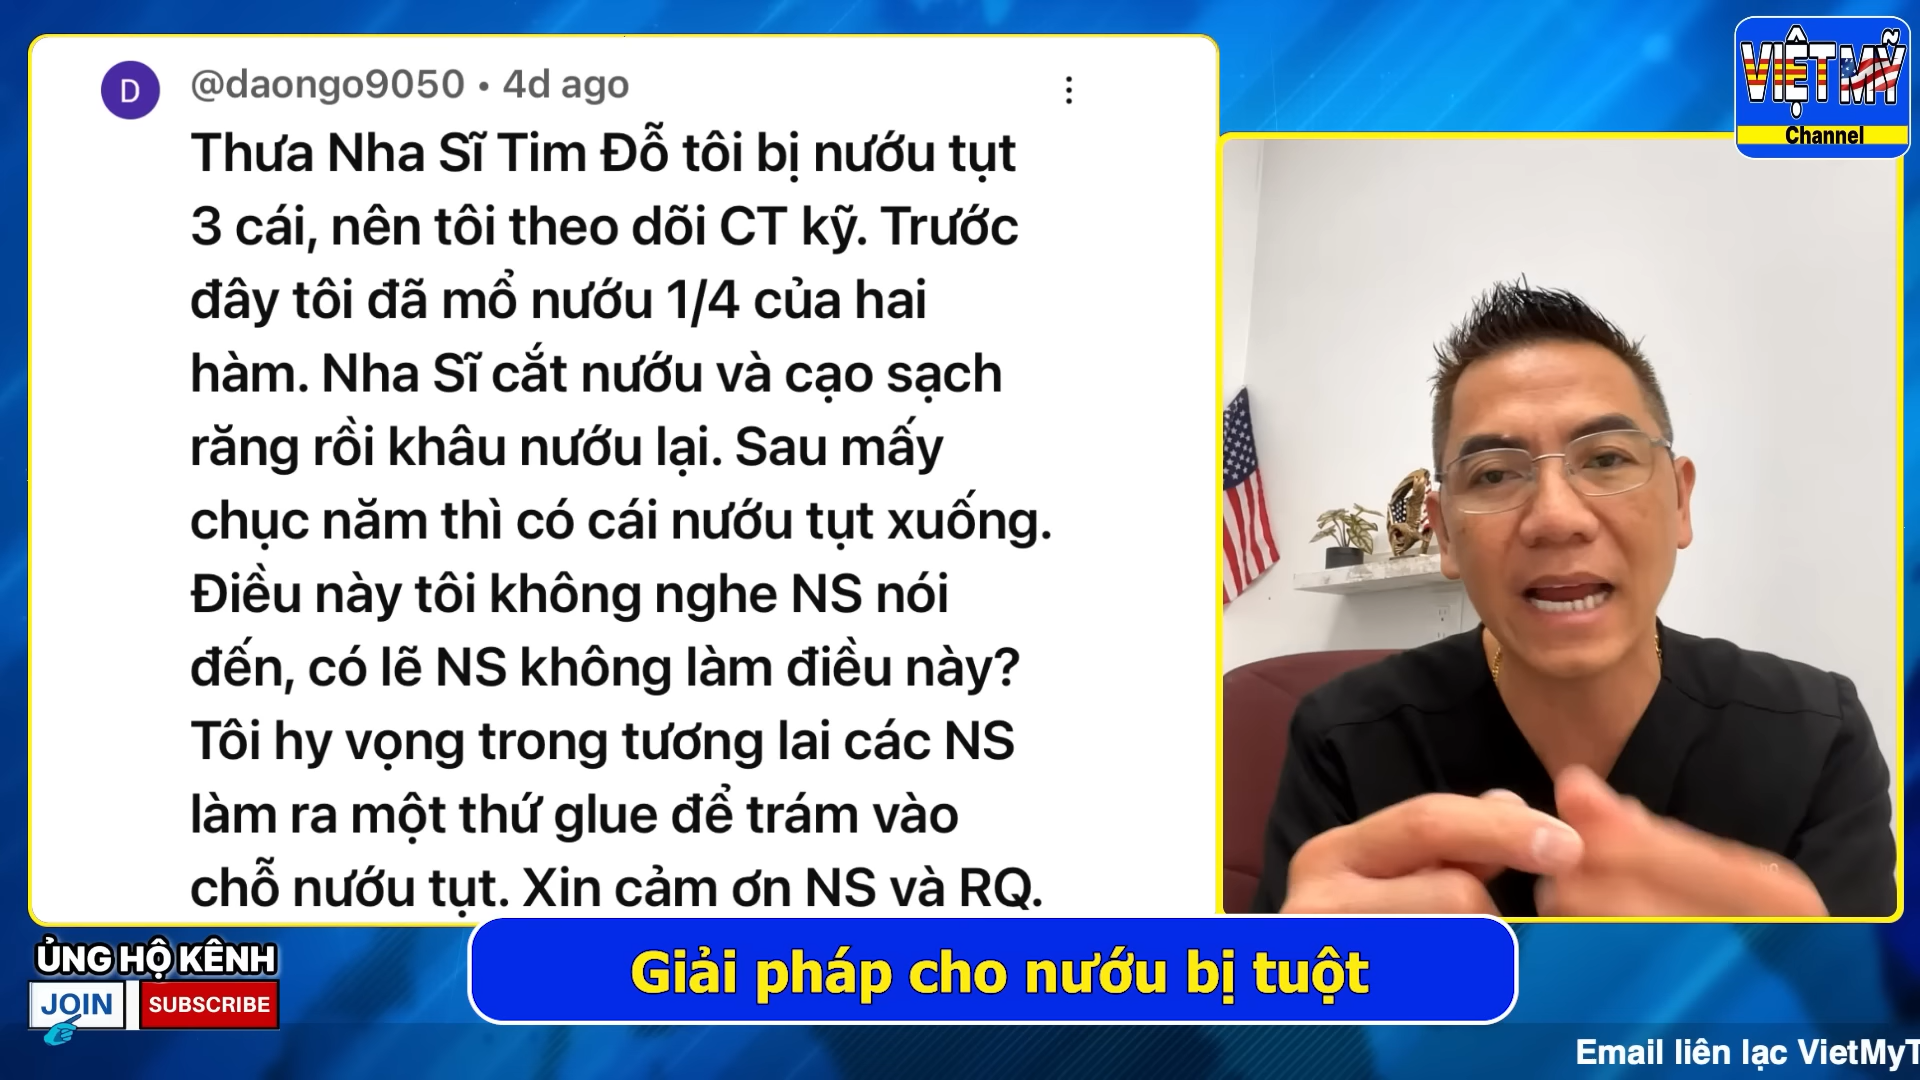 D
@daongo9050 • 4d ago
Thưa Nha Sĩ Tim Đỗ tôi bị nướu tụt
3 cái, nên tôi theo dõi CT kỹ. Trước
đây tôi đã mổ nướu 1/4 của hai
hàm. Nha Sĩ cắt nướu và cạo sạch
răng rồi khâu nướu lại. Sau mấy
chục năm thì có cái nướu tụt xuống.
Điều này tôi không nghe NS nói
đến, có lẽ NS không làm điều này?
Tôi hy vọng trong tương lai các NS
làm ra một thứ glue để trám vào
chỗ nướu tụt. Xin cảm ơn NS và RQ.
VIỆT MỸ
Channel
Giải pháp cho nướu bị tuột
ỦNG HỘ KÊNH
JOIN
SUBSCRIBE
Email liên lạc VietMyT